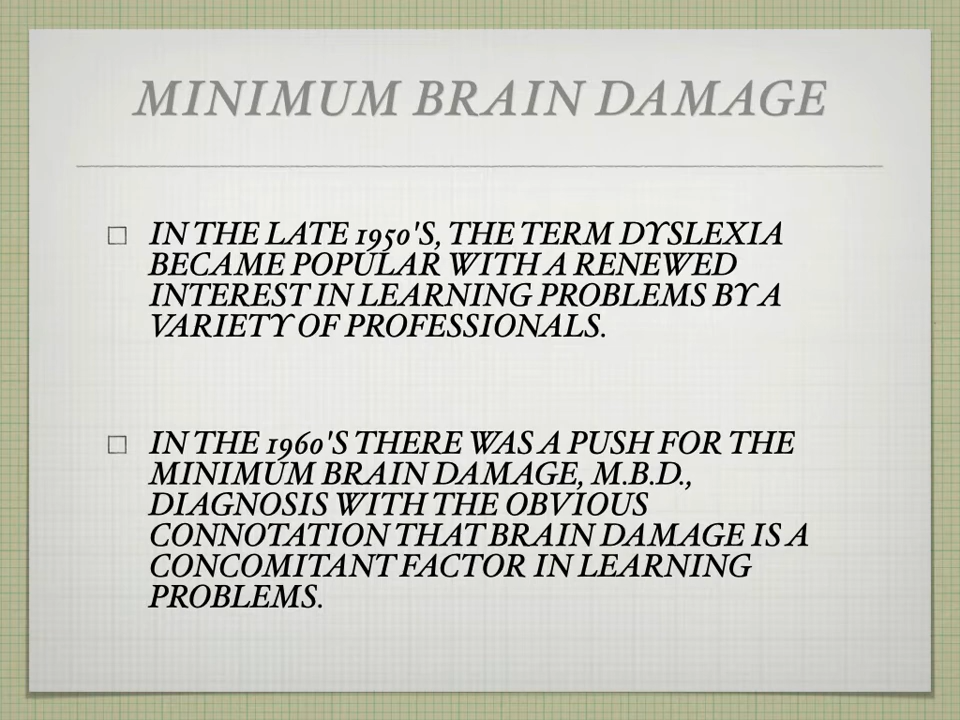 MINIMUM BRAIN DAMAGE
IN THE LATE 1950'S, THE TERM DYSLEXIA
BECAME POPULAR WITH A RENEWED
INTEREST IN LEARNING PROBLEMS BY A
VARIETY OF PROFESSIONALS.
IN THE 1960'S THERE WAS A PUSH FOR THE
MINIMUM BRAIN DAMAGE, M.B.D.,
DIAGNOSIS WITH THE OBVIOUS
CONNOTATION THAT BRAIN DAMAGE IS A
CONCOMITANT FACTOR IN LEARNING
PROBLEMS.